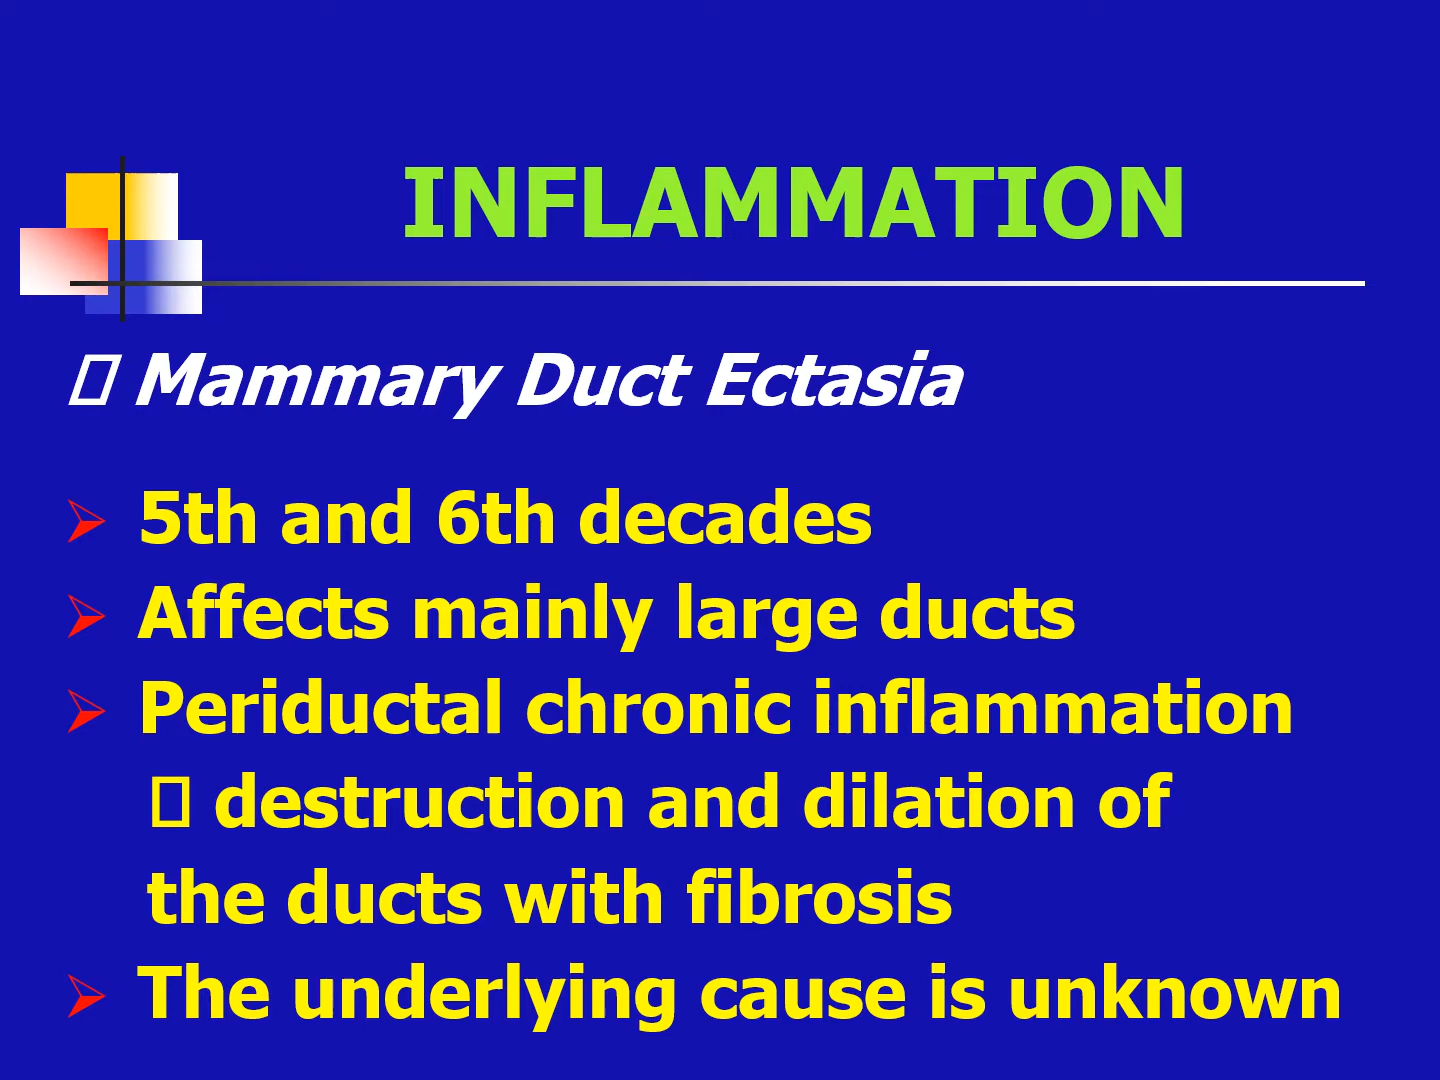 INFLAMMATION
Mammary Duct Ectasia
5th and 6th decades
Affects mainly large ducts
Periductal chronic inflammation
destruction and dilation of
the ducts with fibrosis
The underlying cause is unknown